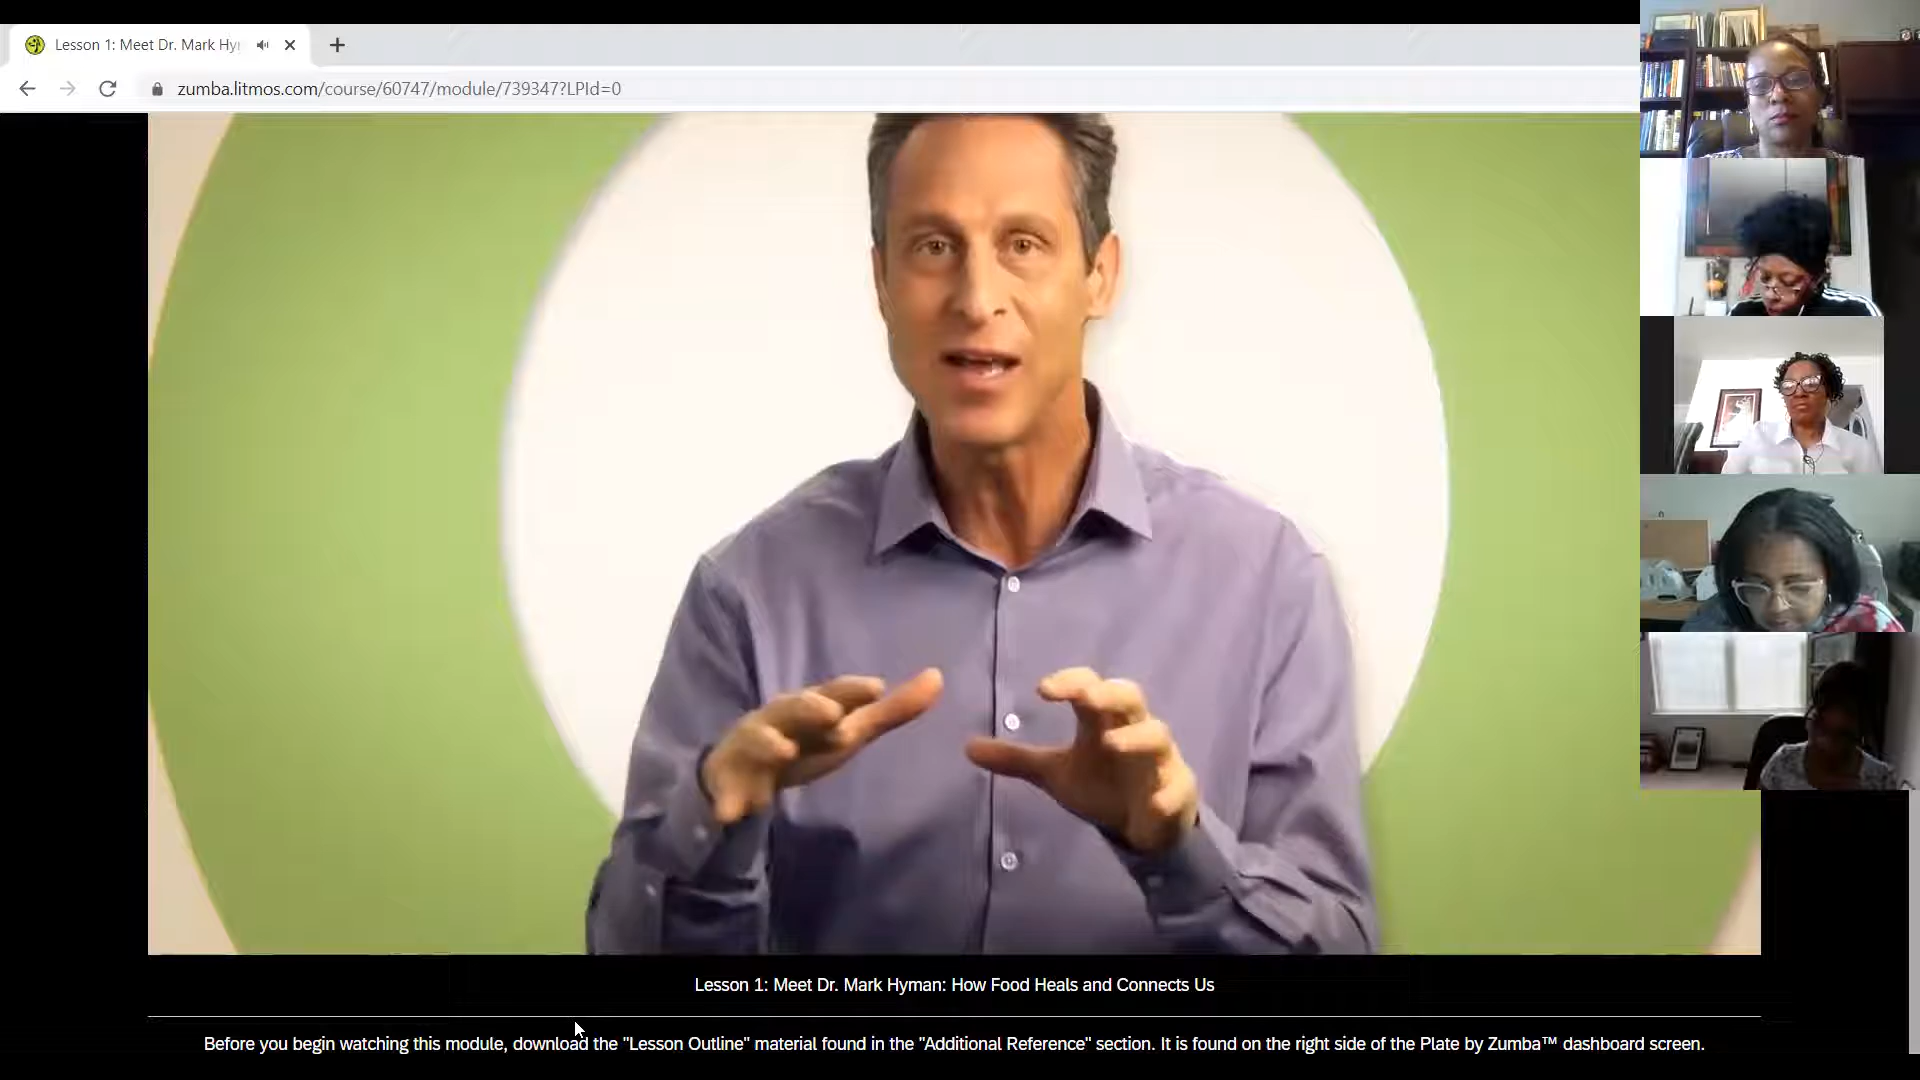 Lesson 1: Meet Dr. Mark Hy
zumba.litmos.com/course/60747/module/739347?LPId=0
Lesson 1: Meet Dr. Mark Hyman: How Food Heals and Connects Us
Before you begin watching this module, download the "Lesson Outline" material found in the "Additional Reference" section. It is found on the right side of the Plate by Zumba™ dashboard screen.